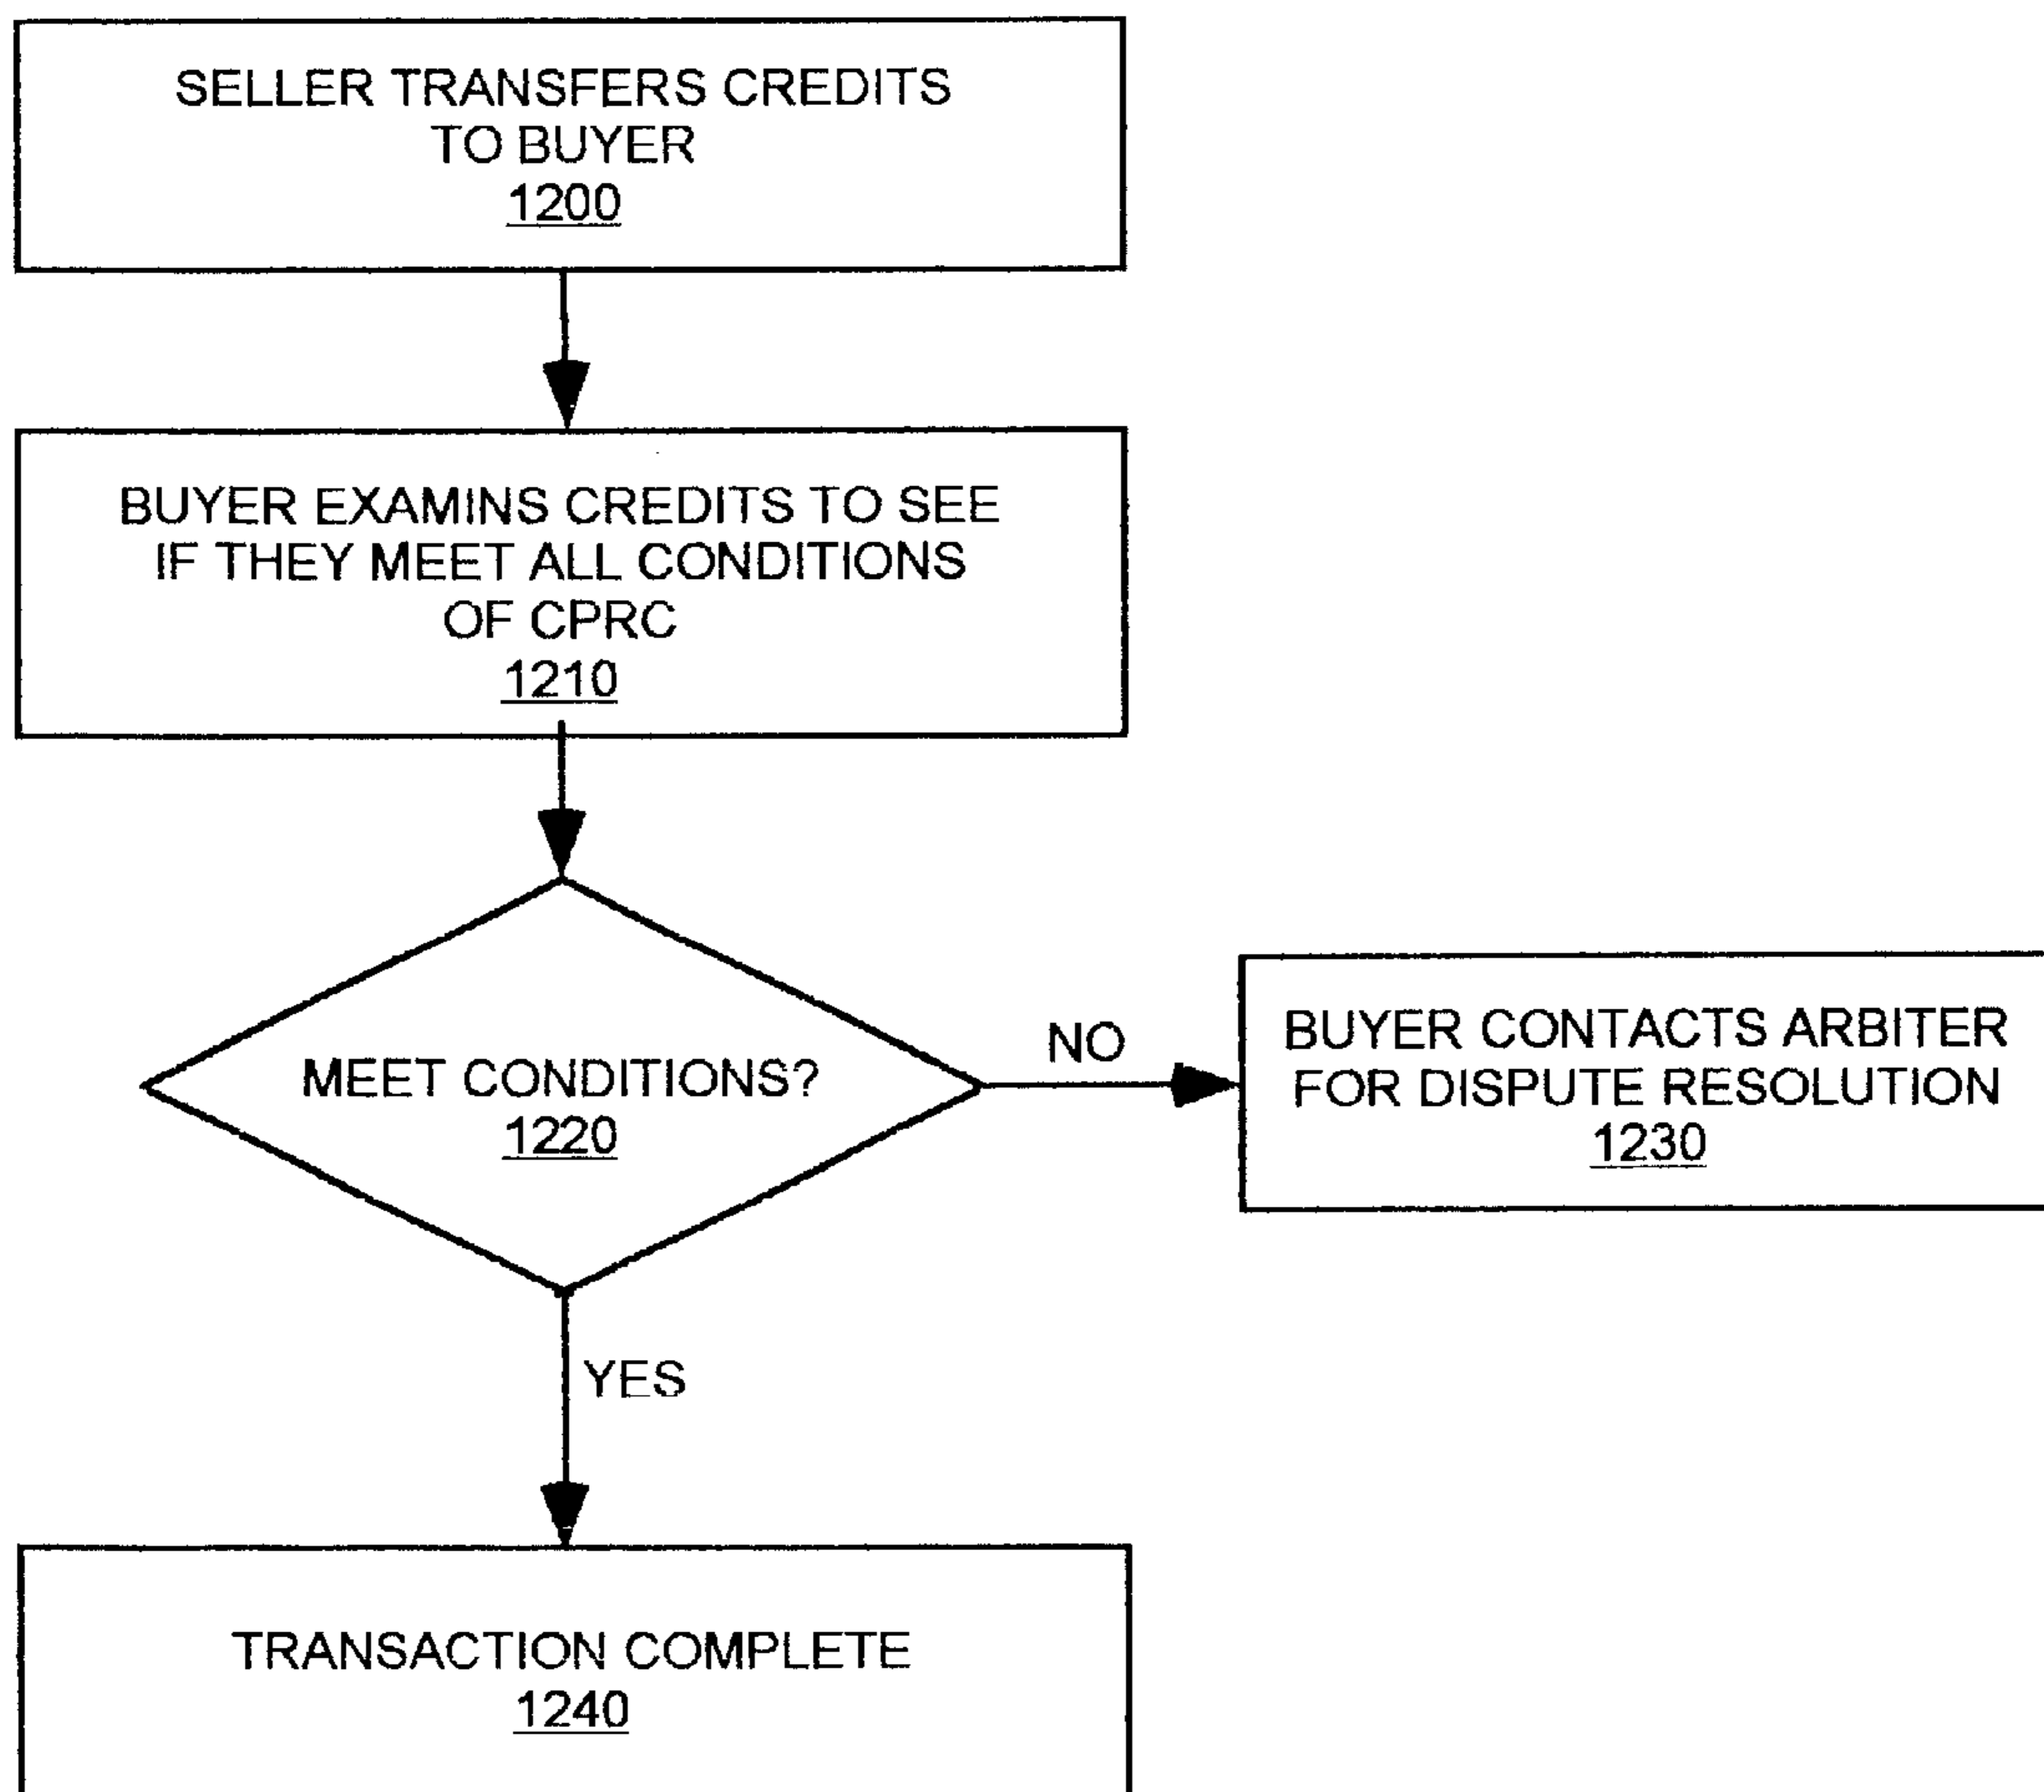 SELLER TRANSFERS CREDITS
TO BUYER
1200
BUYER EXAMINS CREDITS TO SEE
IF THEY MEET ALL CONDITIONS
OF CPRC
1210
MEET CONDITIONS?
1220
NO
BUYER CONTACTS ARBITER
FOR DISPUTE RESOLUTION
1230
YES
TRANSACTION COMPLETE
1240